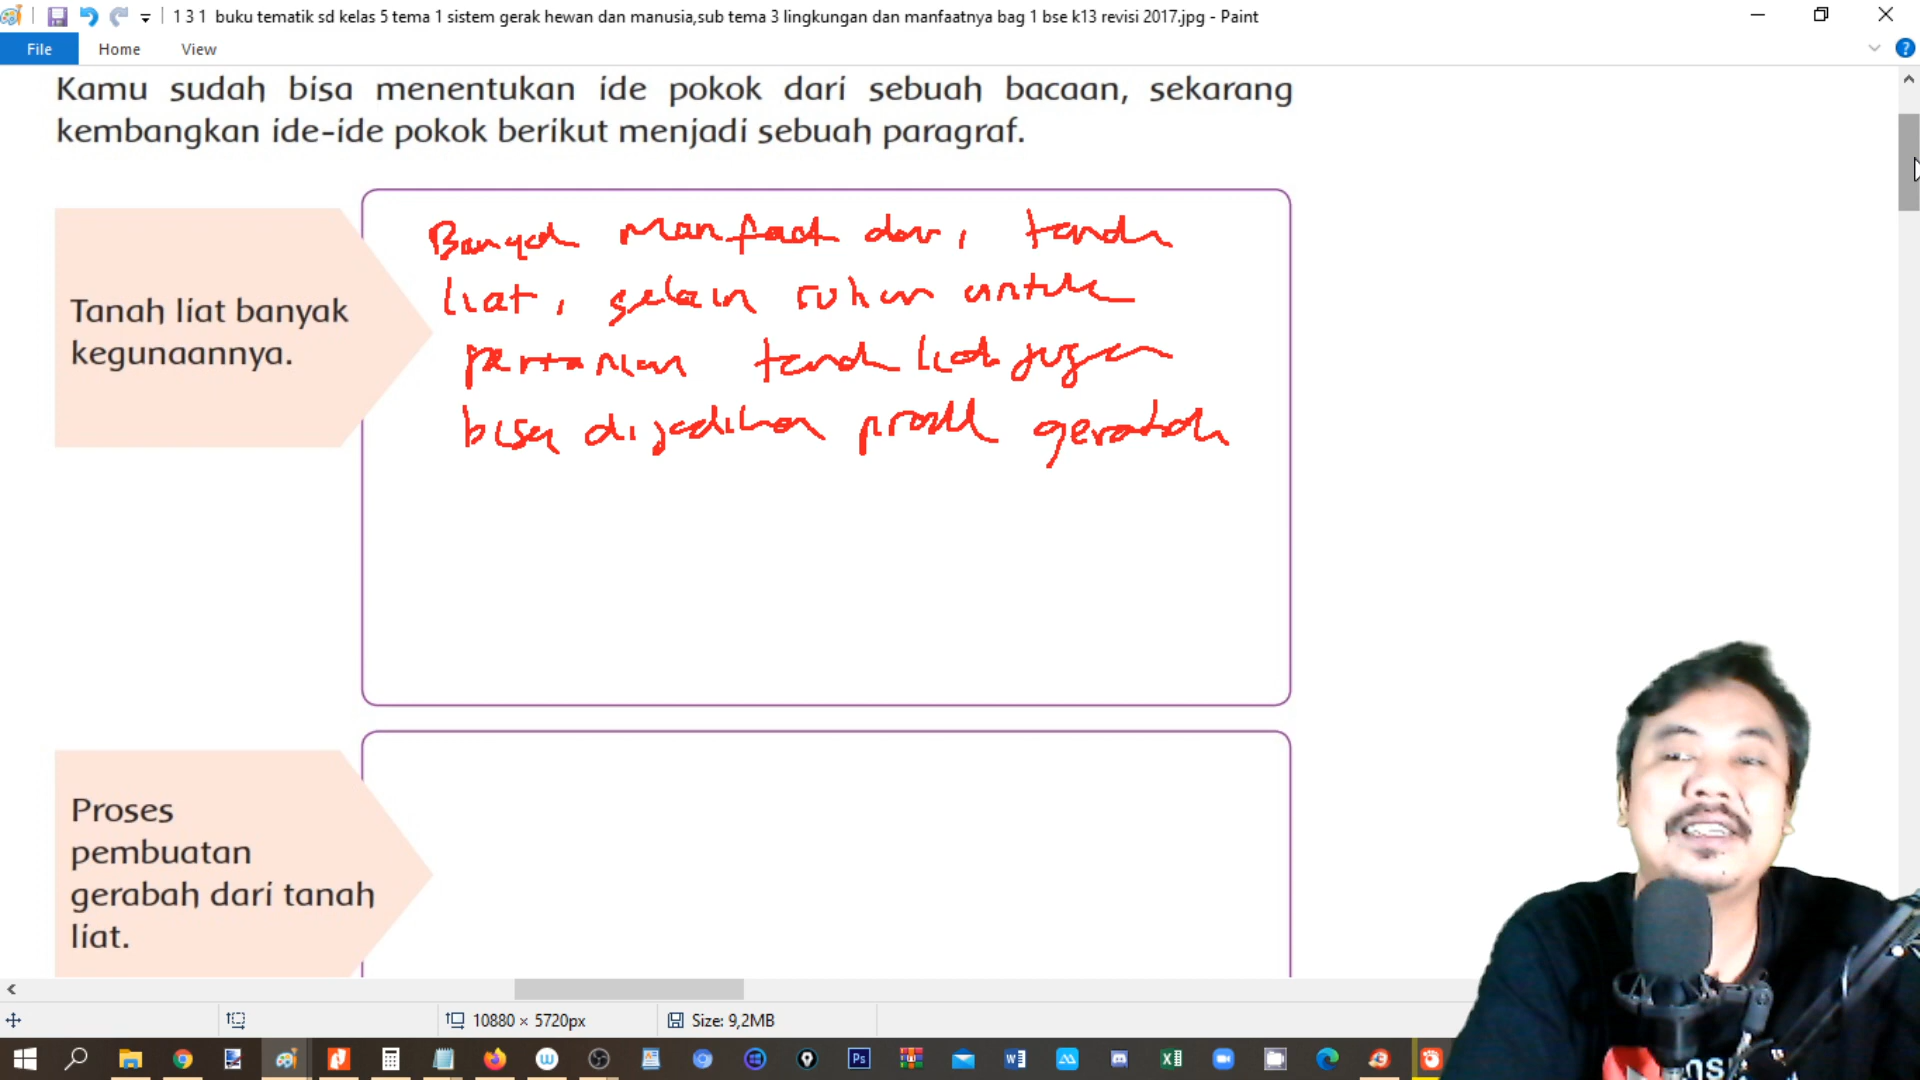 1 3 1 buku tematik sd kelas 5 tema 1 sistem gerak hewan dan manusia,sub tema 3 lingkungan dan manfaatnya bag 1 bse k13 revisi 2017.jpg - Paint
File Home View
Kamu sudah bisa menentukan ide pokok dari sebuah bacaan, sekarang
kembangkan ide-ide pokok berikut menjadi sebuah paragraf.
Tanah liat banyak
kegunaannya.
Banyak manfaat dari tanah
liat, selain untuk
pertanian tanah liat juga
bisa dijadikan gerabah
Proses
pembuatan
gerabah dari tanah
liat.
10880 × 5720px
Size: 9,2MB